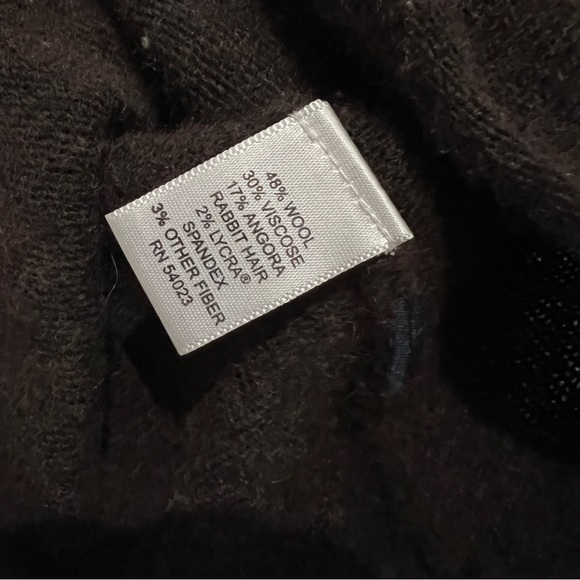 48% WOOL
30% VISCOSE
17% ANGORA
RABBIT HAIR
2% LYCRA®
SPANDEX
3% OTHER FIBER
RN 54023